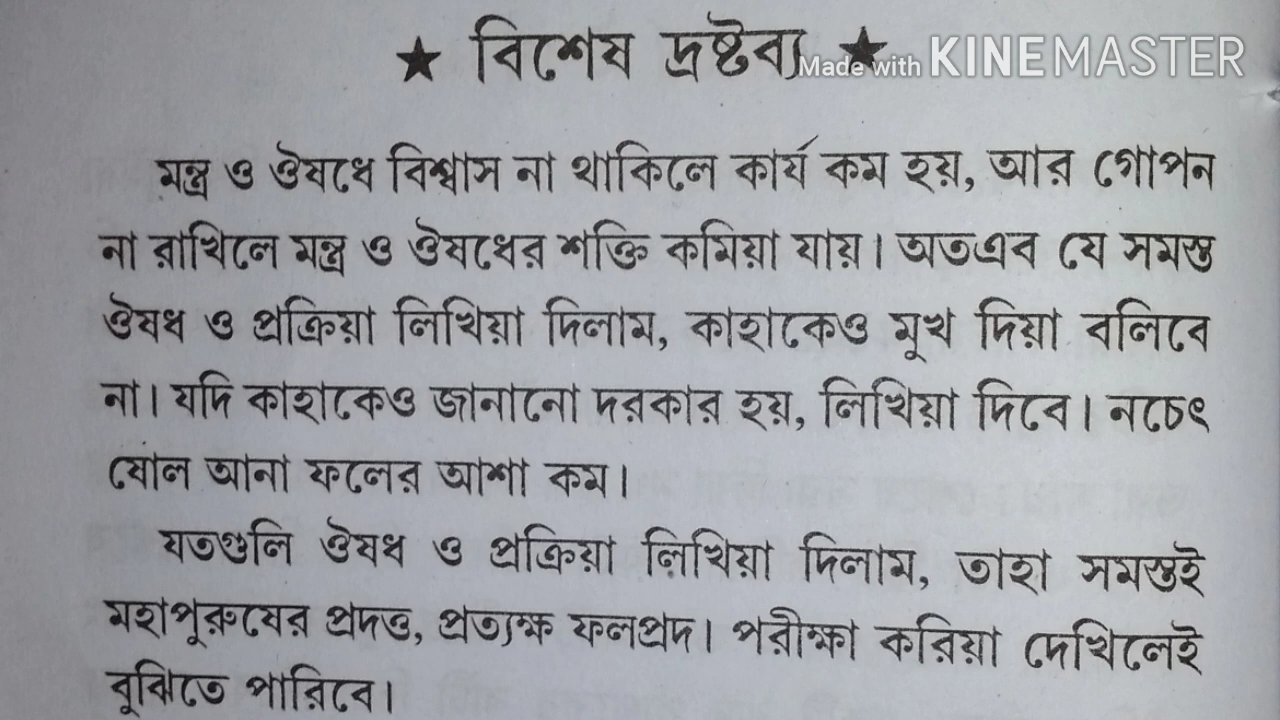 ★ বিশেষ দ্রষ্টব্য ★
Made with KINEMASTER
মন্ত্র ও ঔষধে বিশ্বাস না থাকিলে কার্য কম হয়, আর গোপন
না রাখিলে মন্ত্র ও ঔষধের শক্তি কমিয়া যায়। অতএব যে সমস্ত
ঔষধ ও প্রক্রিয়া লিখিয়া দিলাম, কাহাকেও মুখ দিয়া বলিবে
না। যদি কাহাকেও জানানো দরকার হয়, লিখিয়া দিবে। নচেৎ
ষোল আনা ফলের আশা কম।
যতগুলি ঔষধ ও প্রক্রিয়া লিখিয়া দিলাম, তাহা সমস্তই
মহাপুরুষের প্রদত্ত, প্রত্যক্ষ ফলপ্রদ। পরীক্ষা করিয়া দেখিলেই
বুঝিতে পারিবে।